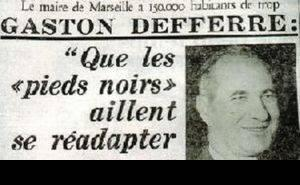 Le maire de Marseille a 150.000 habitants de trop
GASTON DEFFERRE:
"Que les
«pieds noirs»
aillent
se réadapter